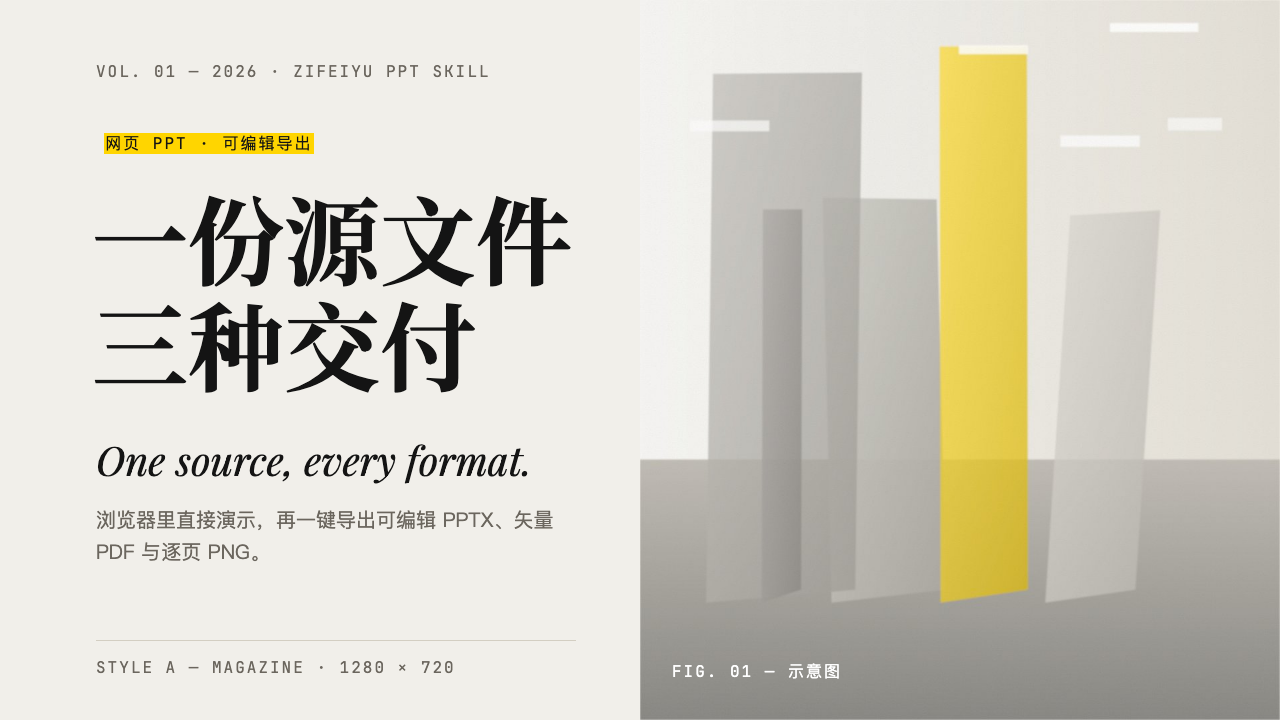 VOL. 01 — 2026 · ZIFEIYU PPT SKILL
网页 PPT · 可编辑导出
一份源文件
三种交付
One source, every format.
浏览器里直接演示，再一键导出可编辑 PPTX、矢量
PDF 与逐页 PNG。
STYLE A — MAGAZINE · 1280 × 720
FIG. 01 — 示意图